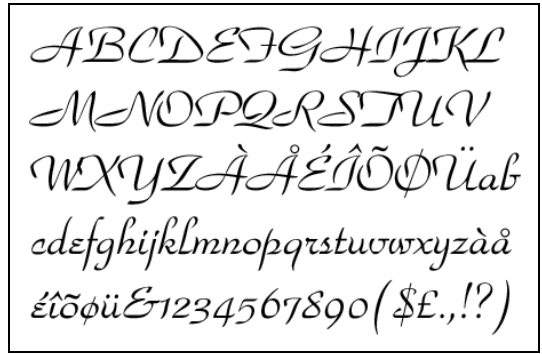 ABCDEFGHIJKL
MNOPQRSTUV
WXYZÀÅÉÎÕØÜab
cdefghijklmnopqrstuvwxyzàå
éîõøü&1234567890($£.,!?)